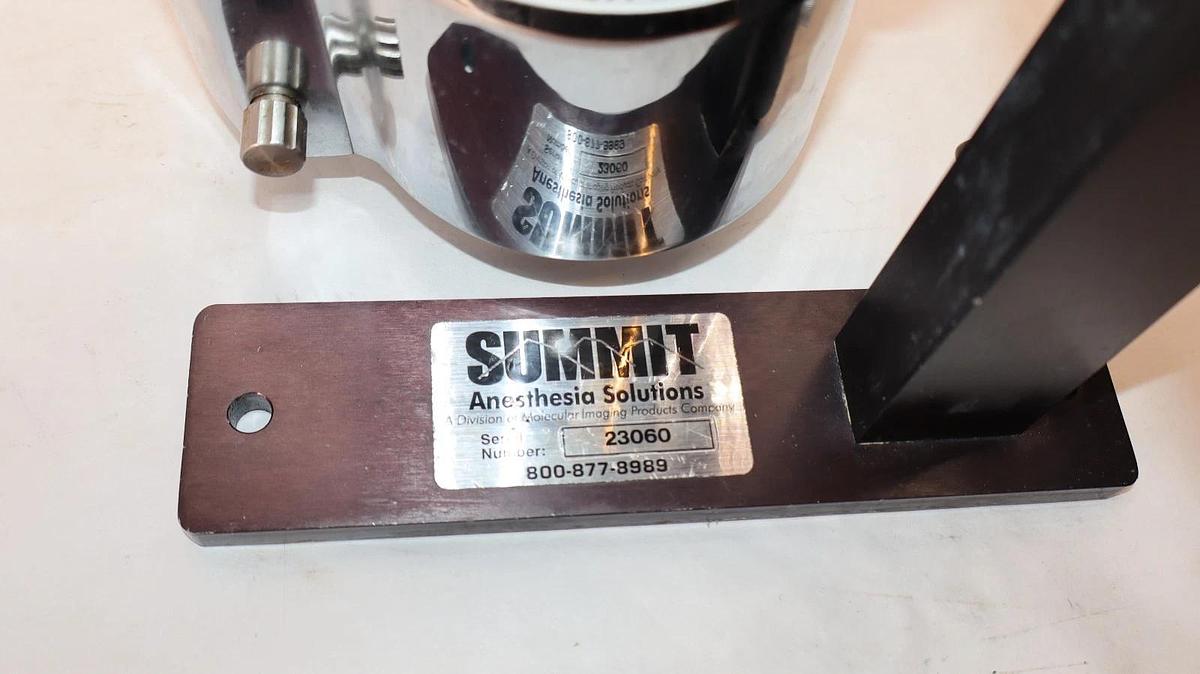 SUMMIT
Anesthesia Solutions
A Division of Molecular Imaging Products Company
Serial
Number:
23060
800-877-8989